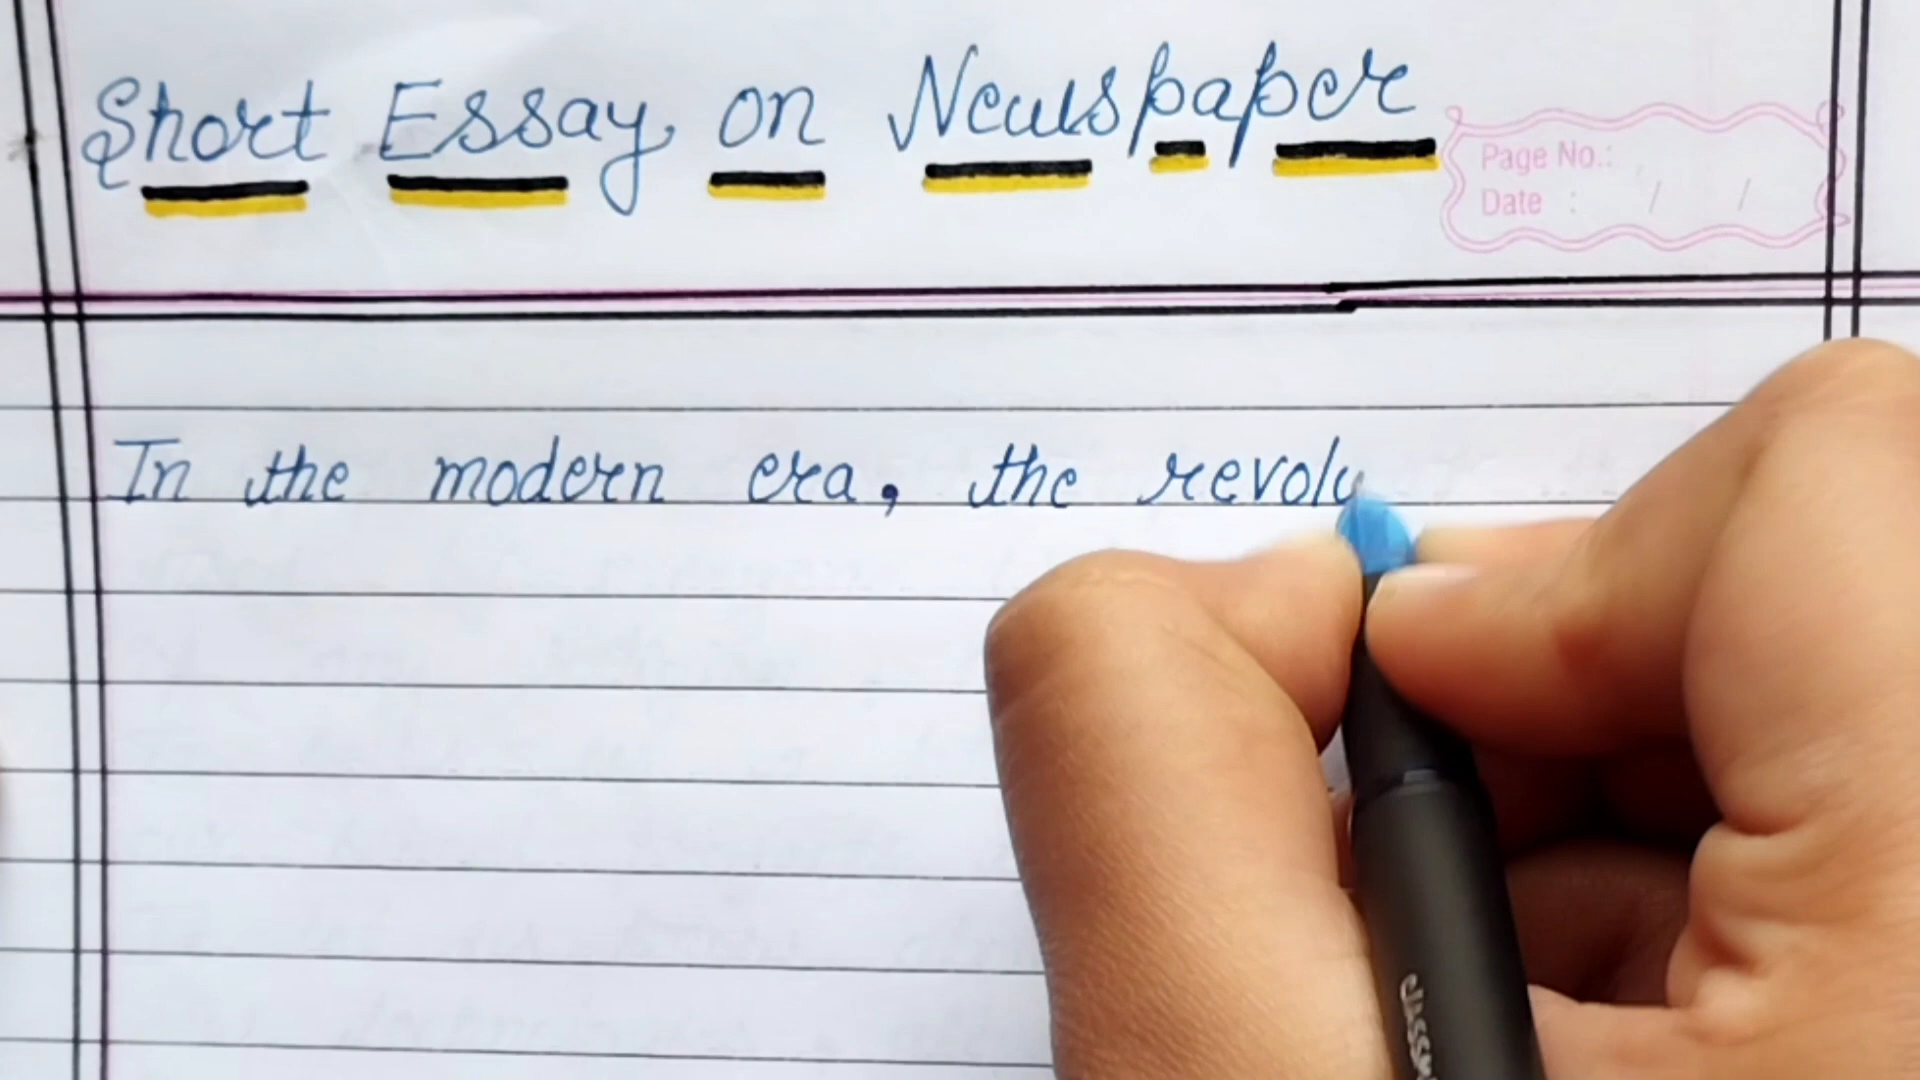 Short Essay on Newspaper
Page No.:
Date : / /
In the modern era, the revolu